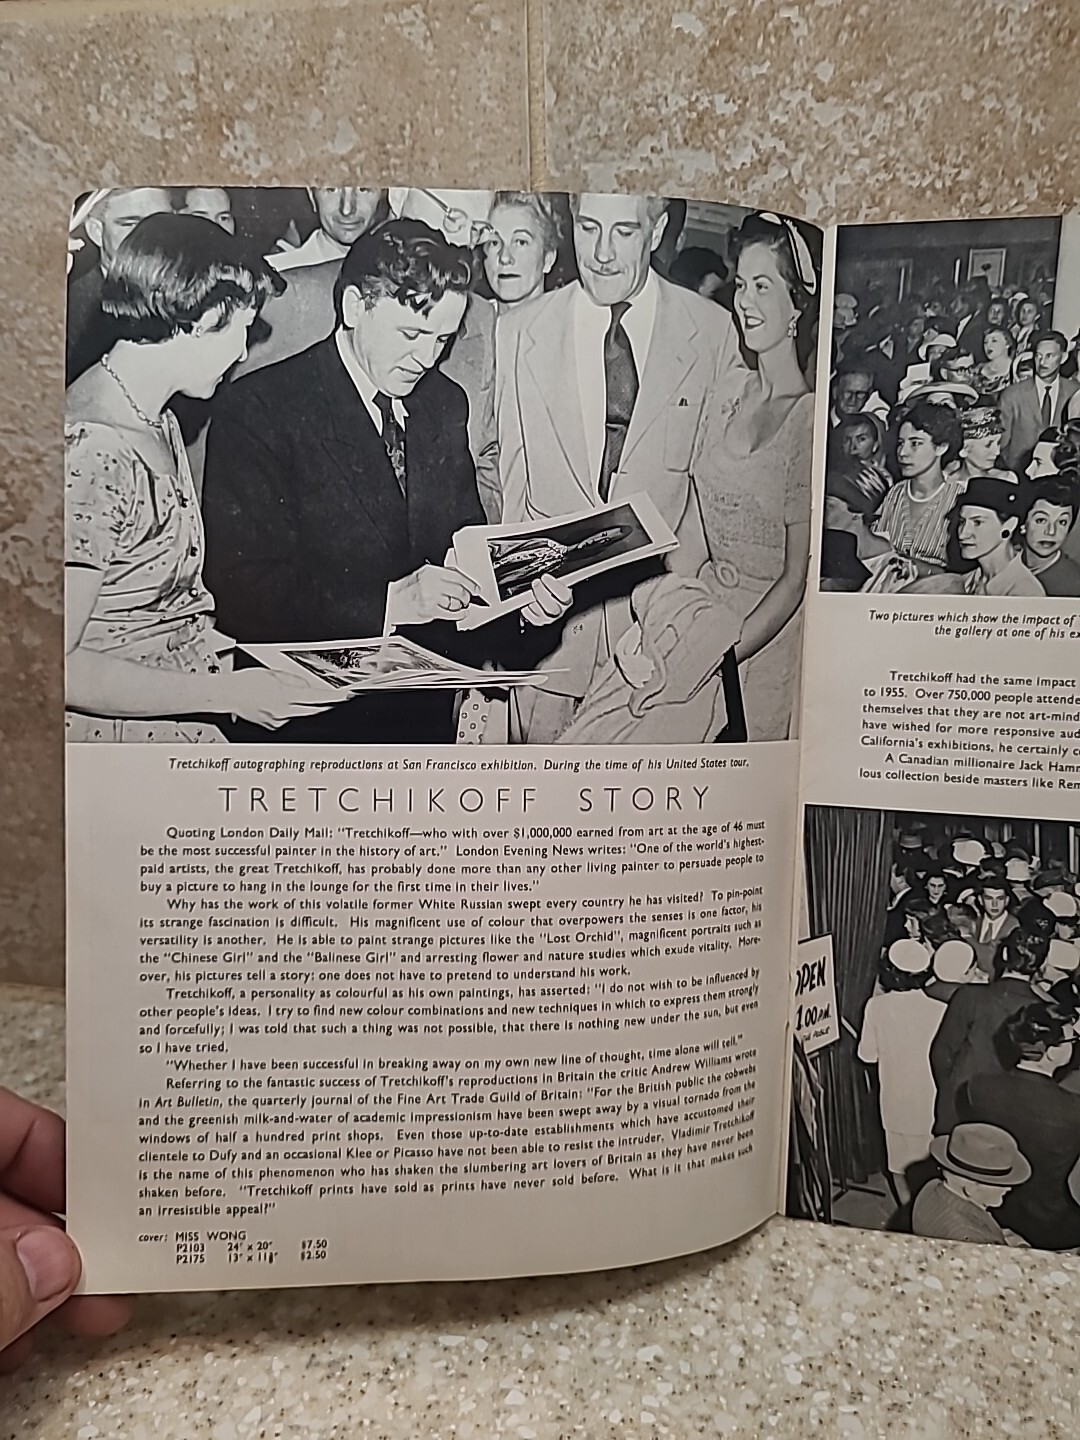 Tretchikoff autographing reproductions at San Francisco exhibition. During the time of his United States tour.
TRETCHIKOFF STORY
Quoting London Daily Mail: "Tretchikoff—who with over $1,000,000 earned from art at the age of 46 must
be the most successful painter in the history of art." London Evening News writes: "One of the world's highest-
paid artists, the great Tretchikoff, has probably done more than any other living painter to persuade people to
buy a picture to hang in the lounge for the first time in their lives."
Why has the work of this volatile former White Russian swept every country he has visited? To pin-point
its strange fascination is difficult. His magnificent use of colour that overpowers the senses is one factor, his
versatility is another. He is able to paint strange pictures like the "Lost Orchid", magnificent portraits such as
the "Chinese Girl" and the "Balinese Girl" and arresting flower and nature studies which exude vitality. More-
over, his pictures tell a story; one does not have to pretend to understand his work.
Tretchikoff, a personality as colourful as his own paintings, has asserted: "I do not wish to be influenced by
other people's ideas. I try to find new colour combinations and new techniques in which to express them strongly
and forcefully; I was told that such a thing was not possible, that there is nothing new under the sun, but even
so I have tried.
"Whether I have been successful in breaking away on my own new line of thought, time alone will tell."
Referring to the fantastic success of Tretchikoff's reproductions in Britain the critic Andrew Williams wrote
in Art Bulletin, the quarterly journal of the Fine Art Trade Guild of Britain: "For the British public the cobwebs
and the greenish milk-and-water of academic impressionism have been swept away by a visual tornado from the
windows of half a hundred print shops. Even those up-to-date establishments which have accustomed their
clientele to Dufy and an occasional Klee or Picasso have not been able to resist the intruder. Vladimir Tretchikoff
is the name of this phenomenon who has shaken the slumbering art lovers of Britain as they have never been
shaken before. "Tretchikoff prints have sold as prints have never sold before. What is it that makes such
an irresistible appeal?"
cover: MISS WONG
P2103 24" x 20" $7.50
P2175 13" x 11⅜" $2.50
Two pictures which show the impact of
the gallery at one of his ex
Tretchikoff had the same impact
to 1955. Over 750,000 people attende
themselves that they are not art-mind
have wished for more responsive aud
California's exhibitions, he certainly c
A Canadian millionaire Jack Hamm
lous collection beside masters like Rem
OPEN
1.00 P.M.